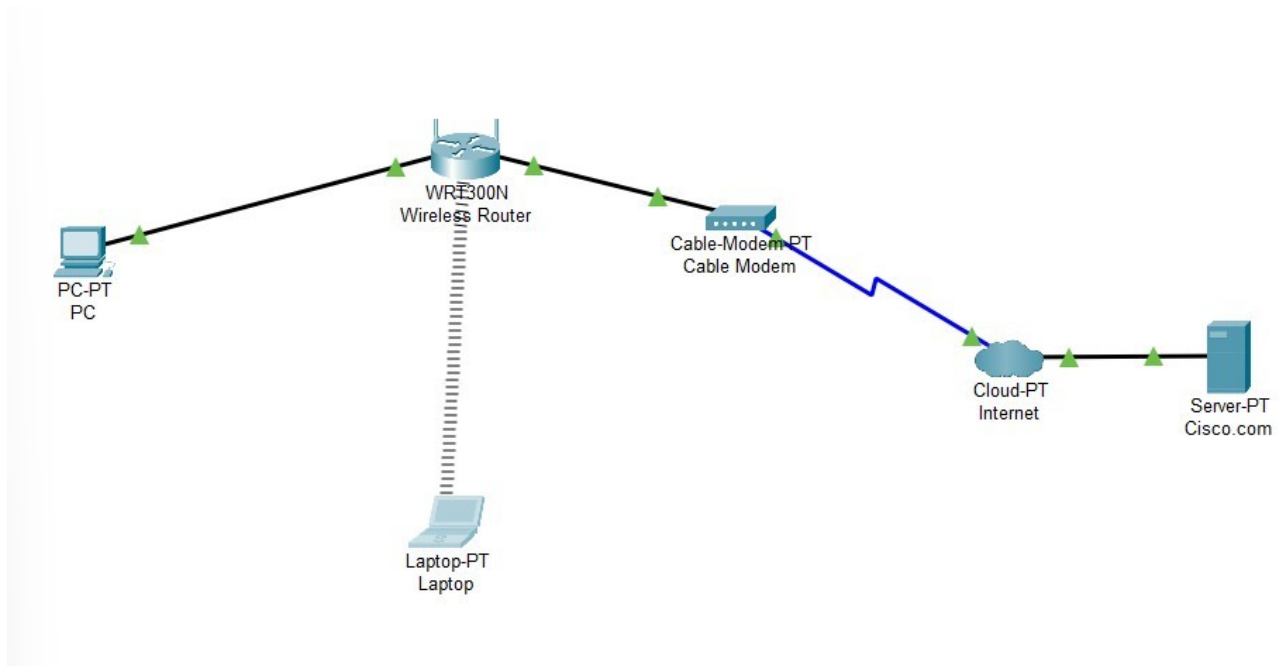 WRT300N
Wireless Router
PC-PT
PC
Cable-Modem-PT
Cable Modem
Cloud-PT
Internet
Server-PT
Cisco.com
Laptop-PT
Laptop